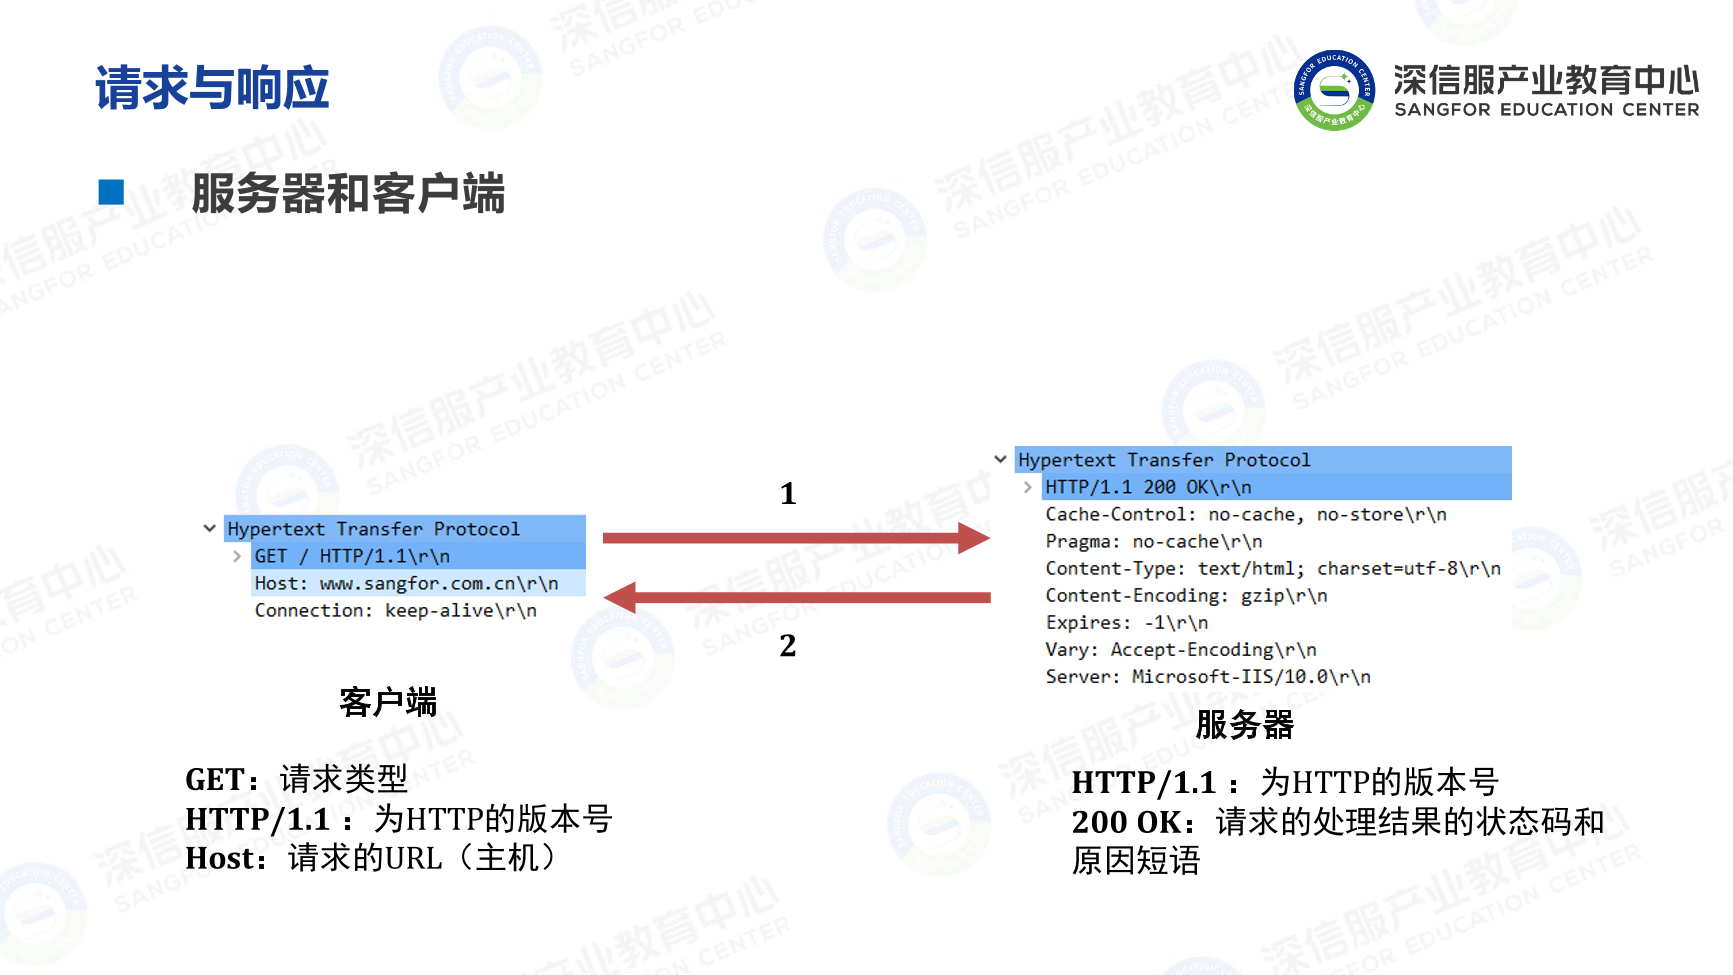 请求与响应
深信服产业教育中心
SANGFOR EDUCATION CENTER
服务器和客户端
Hypertext Transfer Protocol
GET / HTTP/1.1\r\n
Host: www.sangfor.com.cn\r\n
Connection: keep-alive\r\n
客户端
1
2
Hypertext Transfer Protocol
HTTP/1.1 200 OK\r\n
Cache-Control: no-cache, no-store\r\n
Pragma: no-cache\r\n
Content-Type: text/html; charset=utf-8\r\n
Content-Encoding: gzip\r\n
Expires: -1\r\n
Vary: Accept-Encoding\r\n
Server: Microsoft-IIS/10.0\r\n
服务器
GET：请求类型
HTTP/1.1 ：为HTTP的版本号
Host：请求的URL（主机）
HTTP/1.1 ：为HTTP的版本号
200 OK：请求的处理结果的状态码和
原因短语